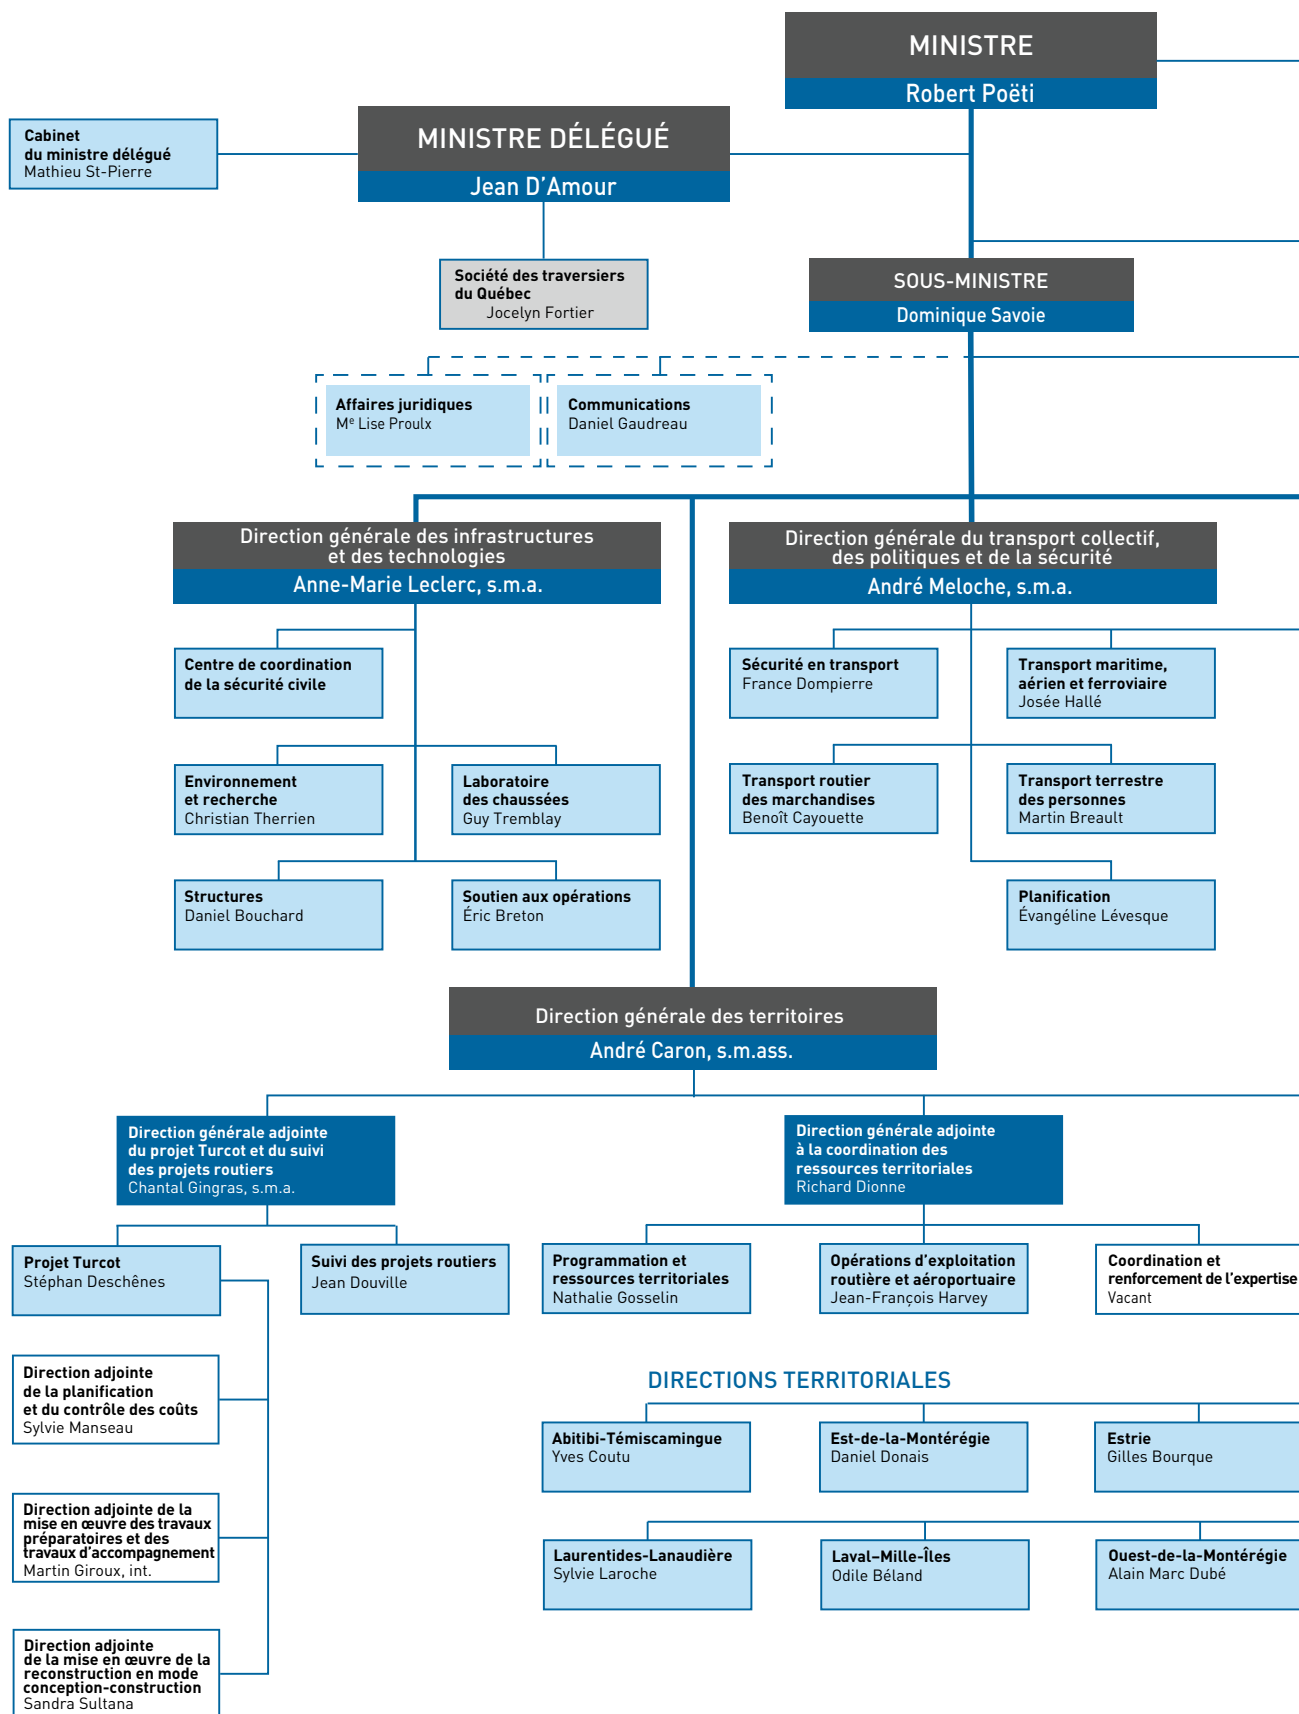 MINISTRE
Robert Poëti
Cabinet
du ministre délégué
Mathieu St-Pierre
MINISTRE DÉLÉGUÉ
Jean D’Amour
Société des traversiers
du Québec
Jocelyn Fortier
SOUS-MINISTRE
Dominique Savoie
Affaires juridiques
Mᵉ Lise Proulx
Communications
Daniel Gaudreau
Direction générale des infrastructures
et des technologies
Anne-Marie Leclerc, s.m.a.
Direction générale du transport collectif,
des politiques et de la sécurité
André Meloche, s.m.a.
Centre de coordination
de la sécurité civile
Sécurité en transport
France Dompierre
Transport maritime,
aérien et ferroviaire
Josée Hallé
Environnement
et recherche
Christian Therrien
Laboratoire
des chaussées
Guy Tremblay
Transport routier
des marchandises
Benoît Cayouette
Transport terrestre
des personnes
Martin Breault
Structures
Daniel Bouchard
Soutien aux opérations
Éric Breton
Planification
Évangéline Lévesque
Direction générale des territoires
André Caron, s.m.ass.
Direction générale adjointe
du projet Turcot et du suivi
des projets routiers
Chantal Gingras, s.m.a.
Direction générale adjointe
à la coordination des
ressources territoriales
Richard Dionne
Projet Turcot
Stéphan Deschênes
Suivi des projets routiers
Jean Douville
Programmation et
ressources territoriales
Nathalie Gosselin
Opérations d’exploitation
routière et aéroportuaire
Jean-François Harvey
Coordination et
renforcement de l’expertise
Vacant
Direction adjointe
de la planification
et du contrôle des coûts
Sylvie Manseau
DIRECTIONS TERRITORIALES
Abitibi-Témiscamingue
Yves Coutu
Est-de-la-Montérégie
Daniel Donais
Estrie
Gilles Bourque
Direction adjointe de la
mise en œuvre des travaux
préparatoires et des
travaux d’accompagnement
Martin Giroux, int.
Laurentides-Lanaudière
Sylvie Laroche
Laval–Mille-Îles
Odile Béland
Ouest-de-la-Montérégie
Alain Marc Dubé
Direction adjointe
de la mise en œuvre de la
reconstruction en mode
conception-construction
Sandra Sultana